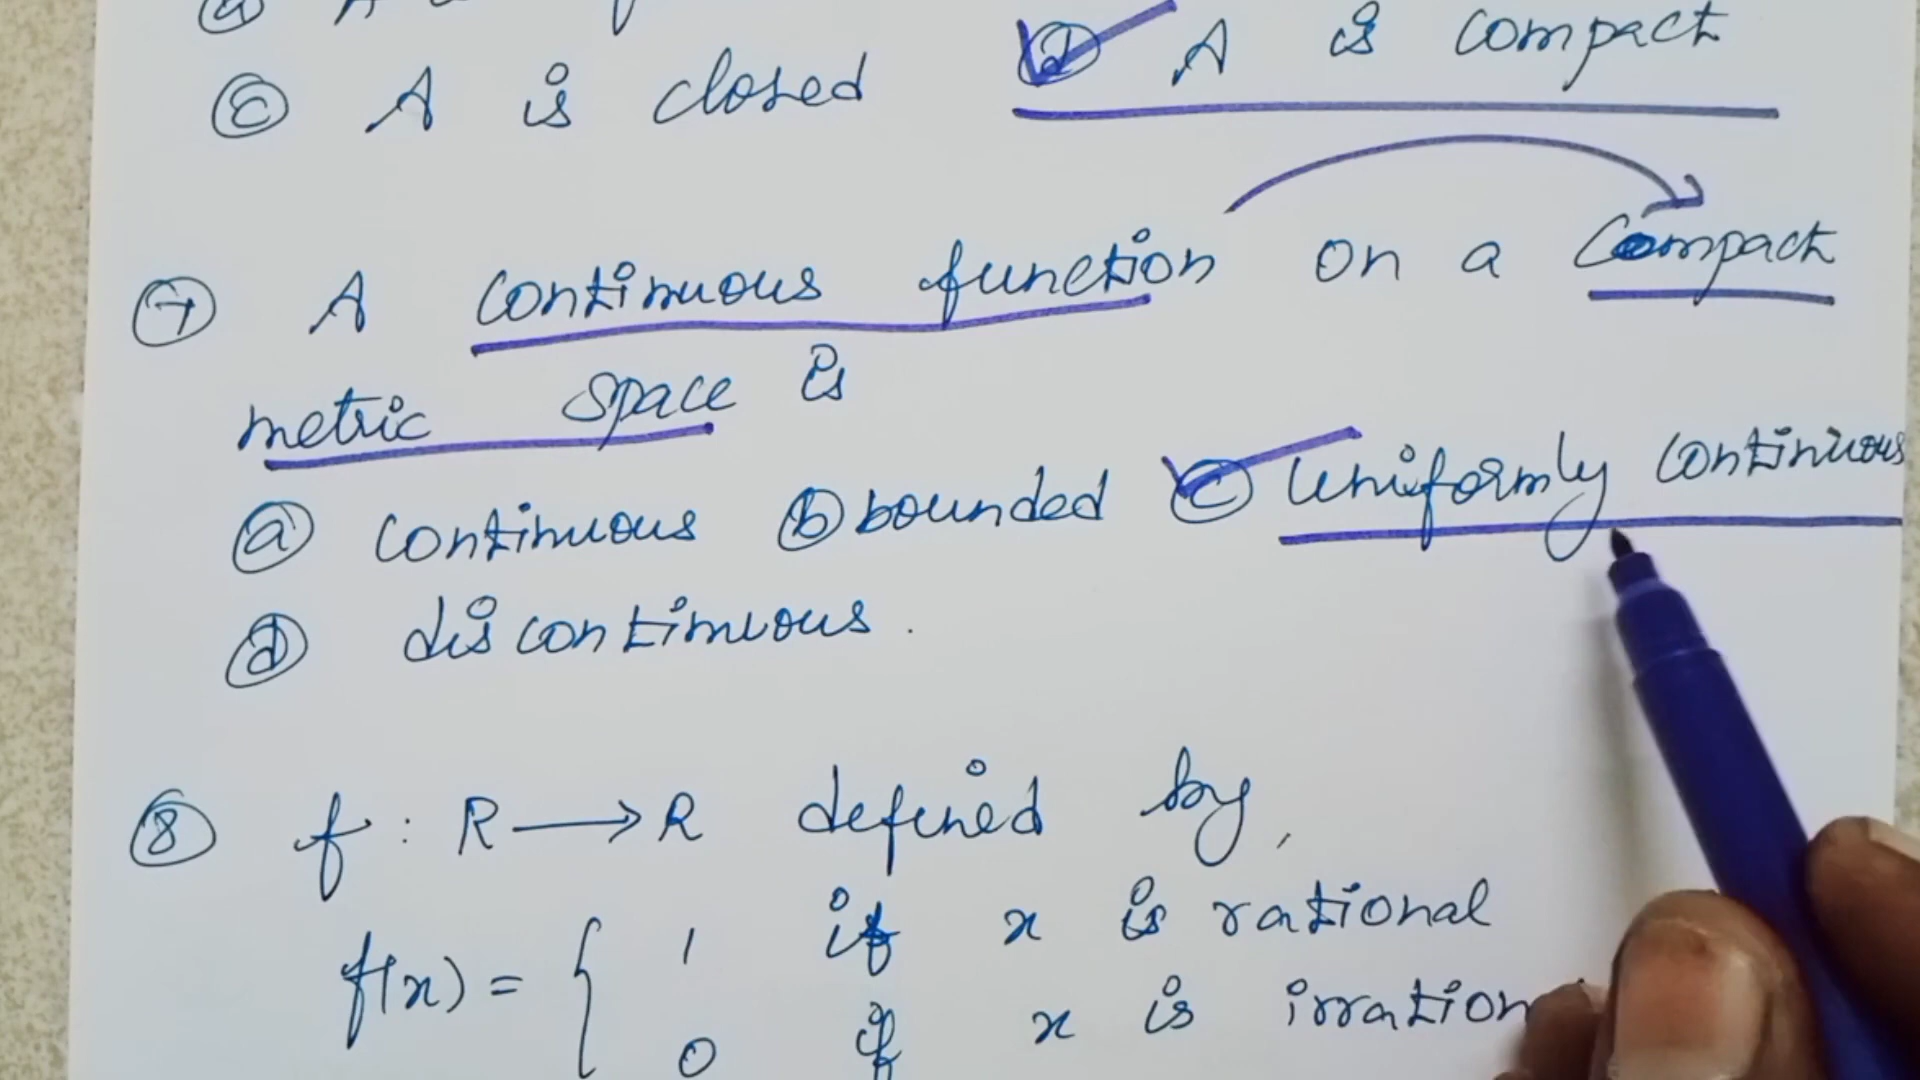 ⓒ A is closed ⓓ A is compact
⑦ A continuous function on a compact
metric space is
ⓐ continuous ⓑ bounded ⓒ uniformly continuous
ⓓ discontinuous.
⑧ f : R → R defined by,
f(x) = { 1 if x is rational
0 if x is